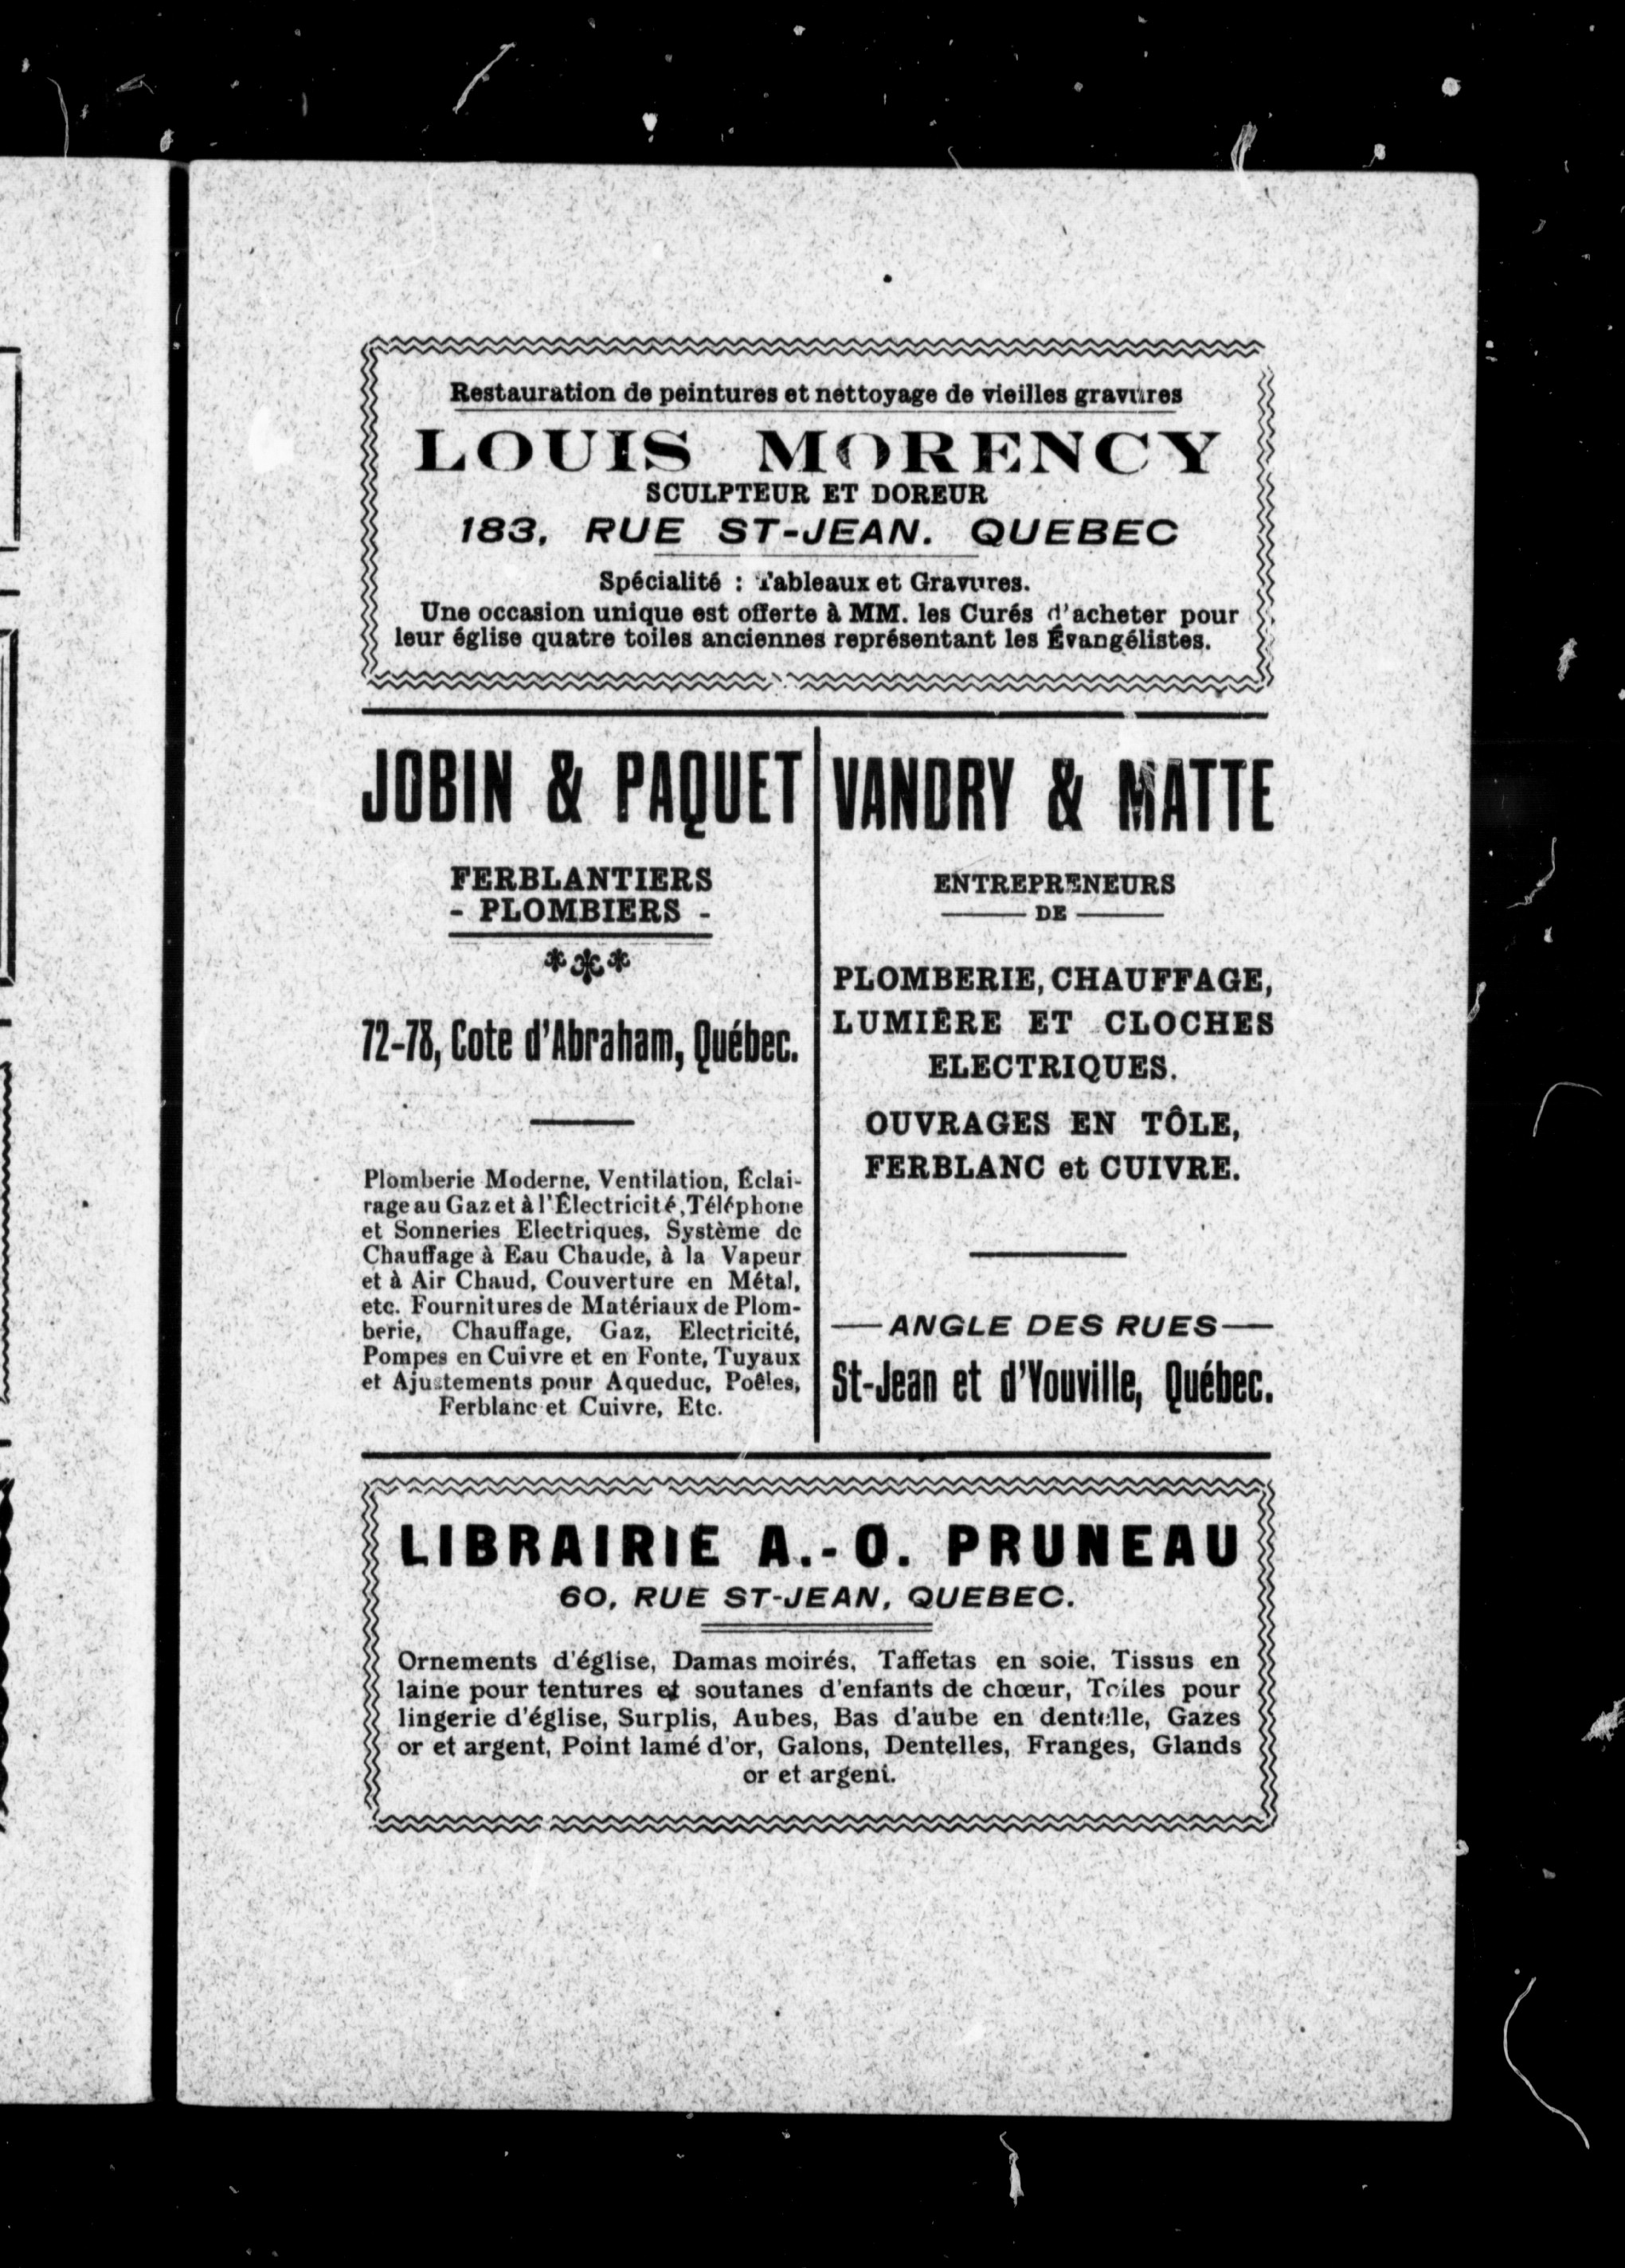 Restauration de peintures et nettoyage de vieilles gravures
LOUIS MORENCY
SCULPTEUR ET DOREUR
183, RUE ST-JEAN. QUEBEC
Spécialité : Tableaux et Gravures.
Une occasion unique est offerte à MM. les Curés d'acheter pour
leur église quatre toiles anciennes représentant les Évangélistes.
JOBIN & PAQUET
FERBLANTIERS
- PLOMBIERS -
72-78, Cote d'Abraham, Québec.
Plomberie Moderne, Ventilation, Éclai-
rage au Gaz et à l'Électricité, Téléphone
et Sonneries Electriques, Système de
Chauffage à Eau Chaude, à la Vapeur
et à Air Chaud, Couverture en Métal,
etc. Fournitures de Matériaux de Plom-
berie, Chauffage, Gaz, Electricité,
Pompes en Cuivre et en Fonte, Tuyaux
et Ajustements pour Aqueduc, Poêles,
Ferblanc et Cuivre, Etc.
VANDRY & MATTE
ENTREPRENEURS
DE
PLOMBERIE, CHAUFFAGE,
LUMIÈRE ET CLOCHES
ELECTRIQUES.
OUVRAGES EN TÔLE,
FERBLANC et CUIVRE.
ANGLE DES RUES
St-Jean et d'Youville, Québec.
LIBRAIRIE A.-O. PRUNEAU
60, RUE ST-JEAN, QUEBEC.
Ornements d'église, Damas moirés, Taffetas en soie, Tissus en
laine pour tentures et soutanes d'enfants de chœur, Toiles pour
lingerie d'église, Surplis, Aubes, Bas d'aube en dentelle, Gazes
or et argent, Point lamé d'or, Galons, Dentelles, Franges, Glands
or et argent.